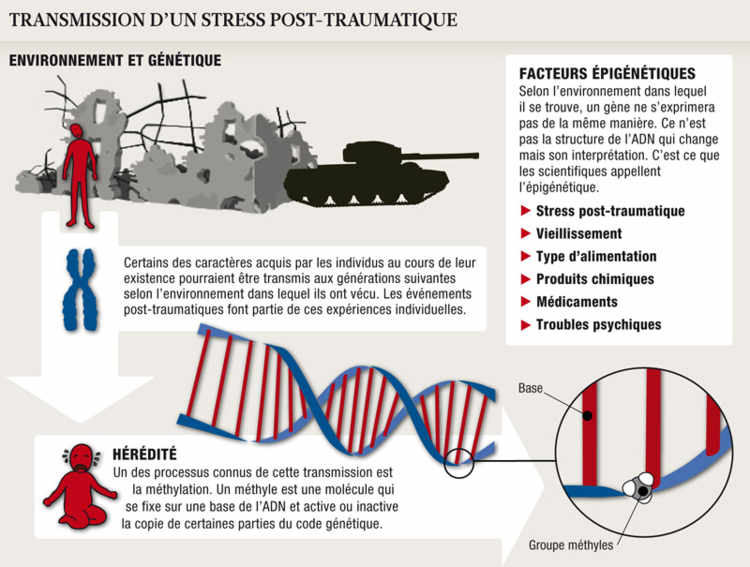 TRANSMISSION D'UN STRESS POST-TRAUMATIQUE
ENVIRONNEMENT ET GÉNÉTIQUE
FACTEURS ÉPIGÉNÉTIQUES
Selon l'environnement dans lequel
il se trouve, un gène ne s'exprimera
pas de la même manière. Ce n'est
pas la structure de l'ADN qui change
mais son interprétation. C'est ce que
les scientifiques appellent
l'épigénétique.
Stress post-traumatique
Vieillissement
Type d'alimentation
Produits chimiques
Médicaments
Troubles psychiques
Certains des caractères acquis par les individus au cours de leur
existence pourraient être transmis aux générations suivantes
selon l'environnement dans lequel ils ont vécu. Les événements
post-traumatiques font partie de ces expériences individuelles.
HÉRÉDITÉ
Un des processus connus de cette transmission est
la méthylation. Un méthyle est une molécule qui
se fixe sur une base de l'ADN et active ou inactive
la copie de certaines parties du code génétique.
Base
Groupe méthyles